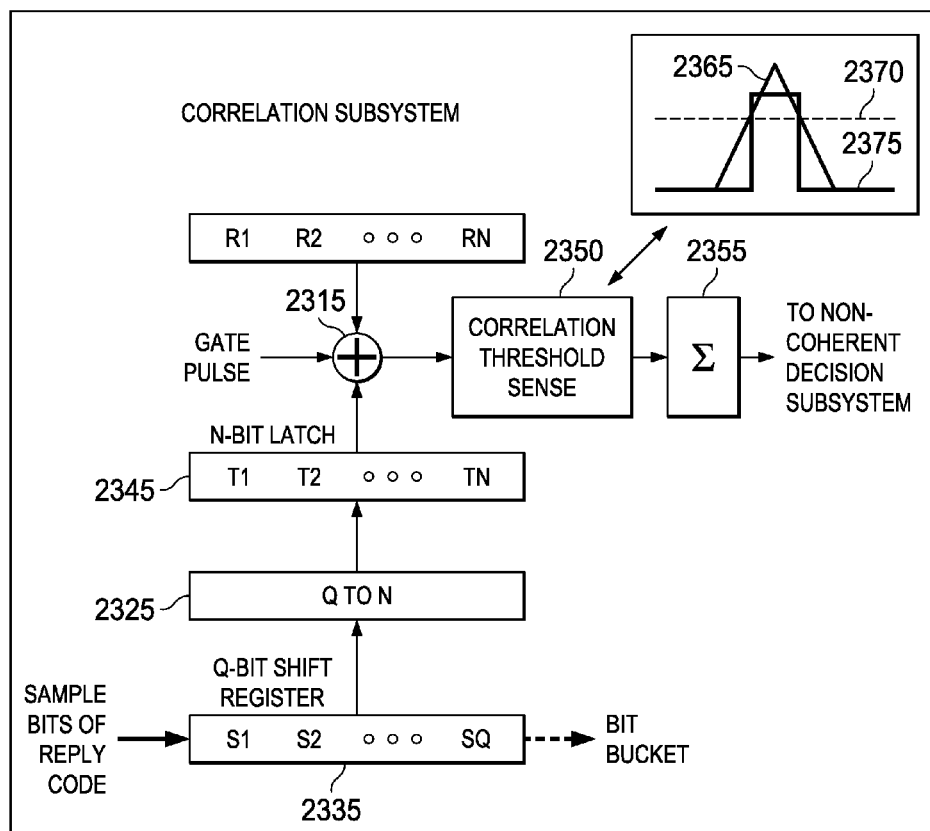 2365
2370
2375
CORRELATION SUBSYSTEM
R1 R2 RN
2315
2350
2355
GATE
PULSE
CORRELATION
THRESHOLD
SENSE
Σ
TO NON-
COHERENT
DECISION
SUBSYSTEM
N-BIT LATCH
2345
T1 T2 TN
2325
Q TO N
Q-BIT SHIFT
REGISTER
SAMPLE
BITS OF
REPLY
CODE
S1 S2 SQ
BIT
BUCKET
2335